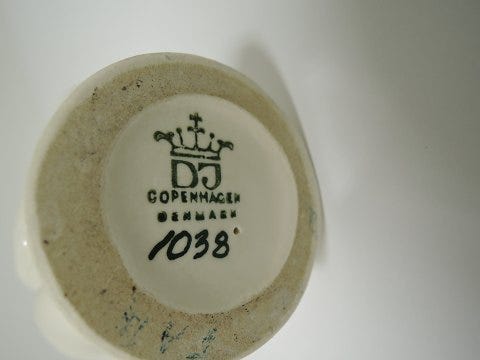 DJ
COPENHAGEN
DENMARK
1038